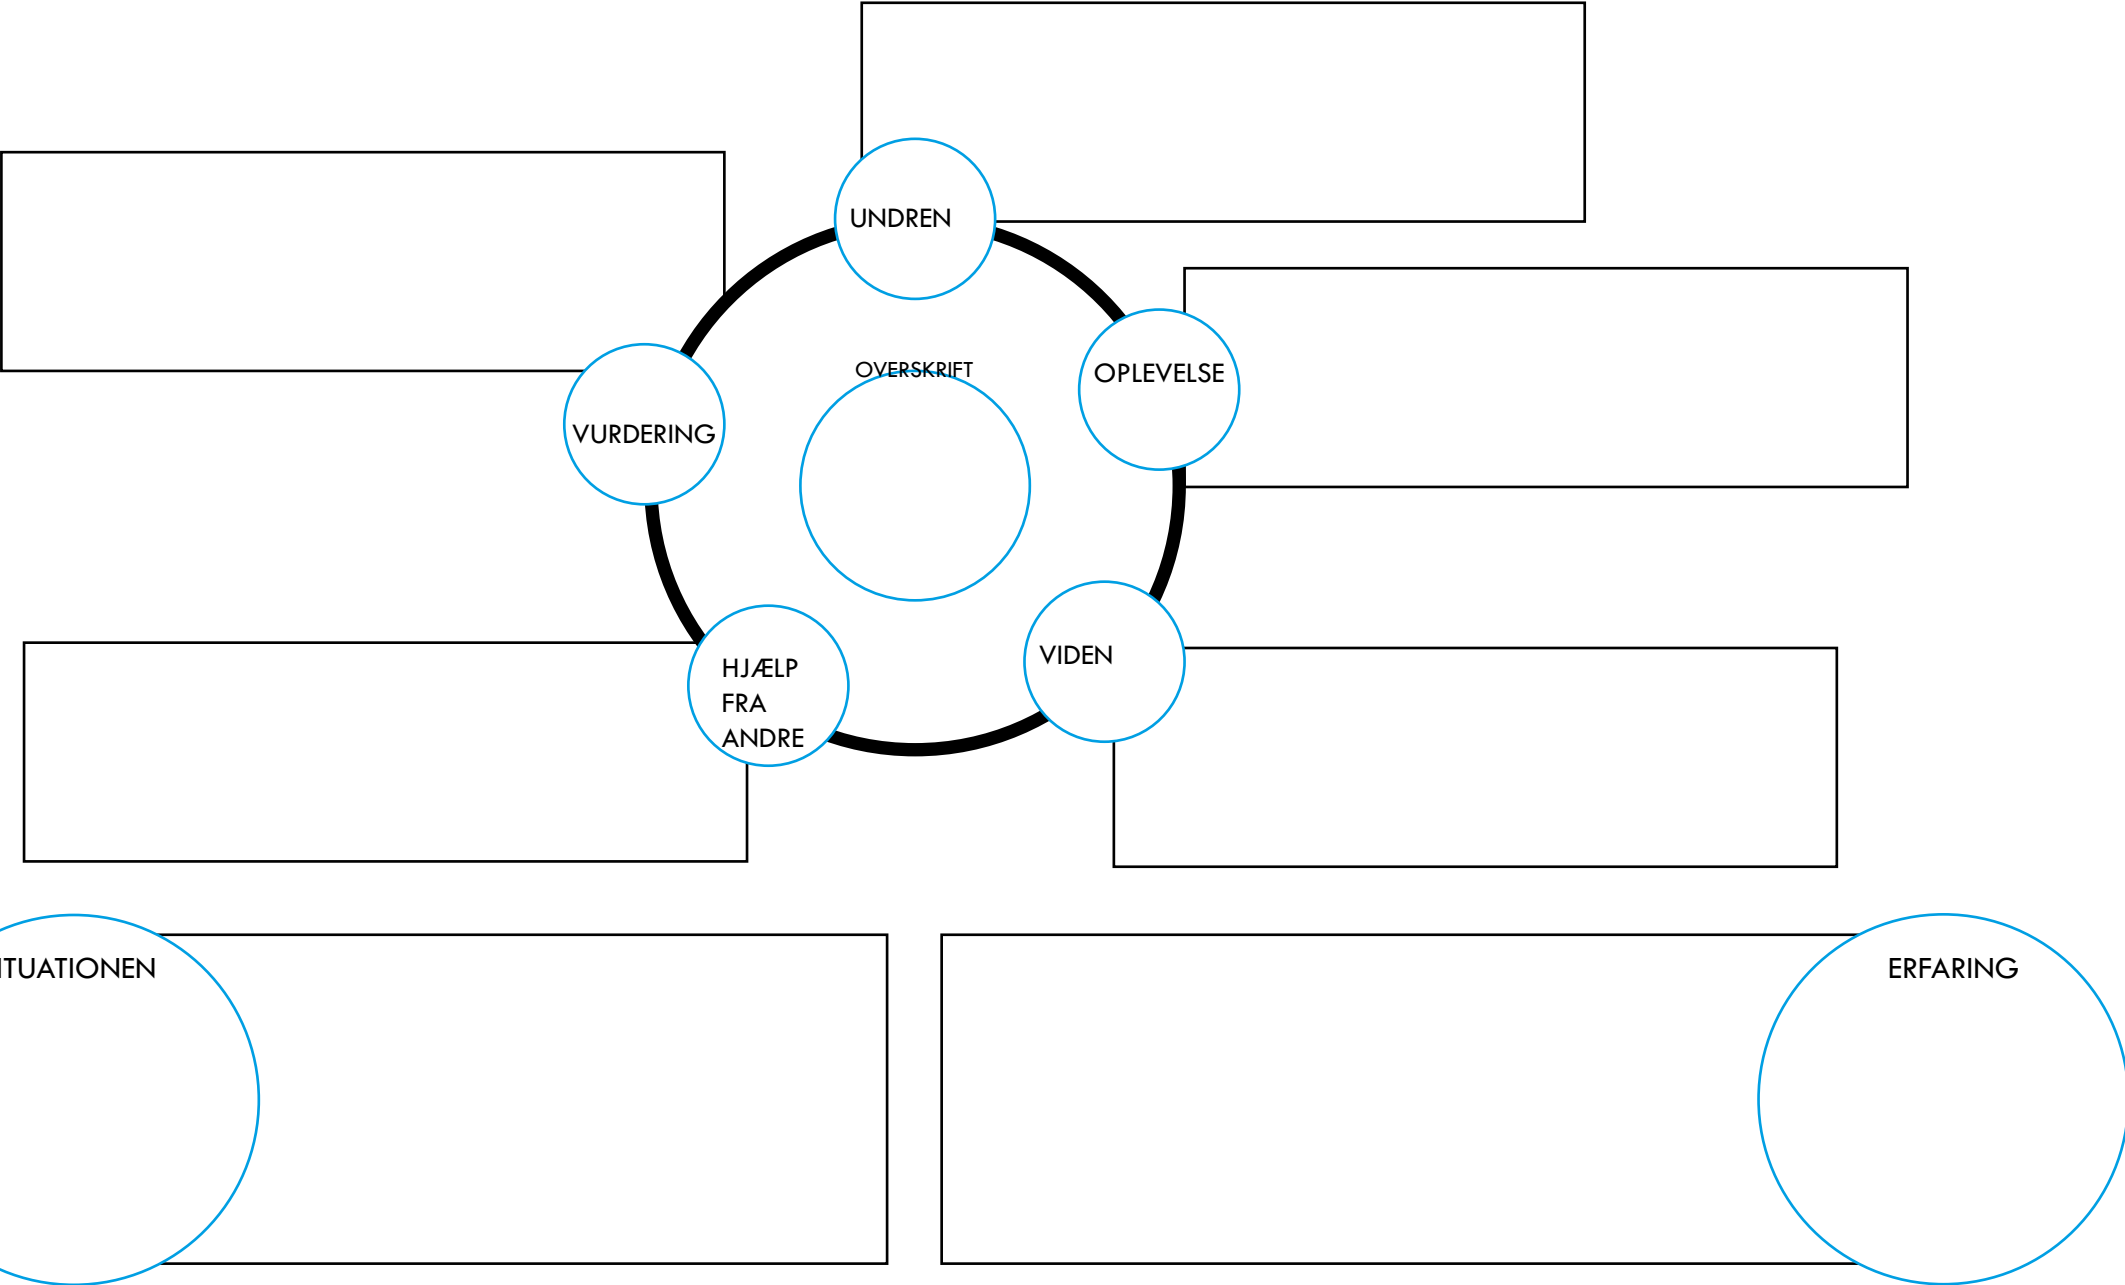 UNDREN
OVERSKRIFT
OPLEVELSE
VURDERING
VIDEN
HJÆLP
FRA
ANDRE
ITUATIONEN
ERFARING